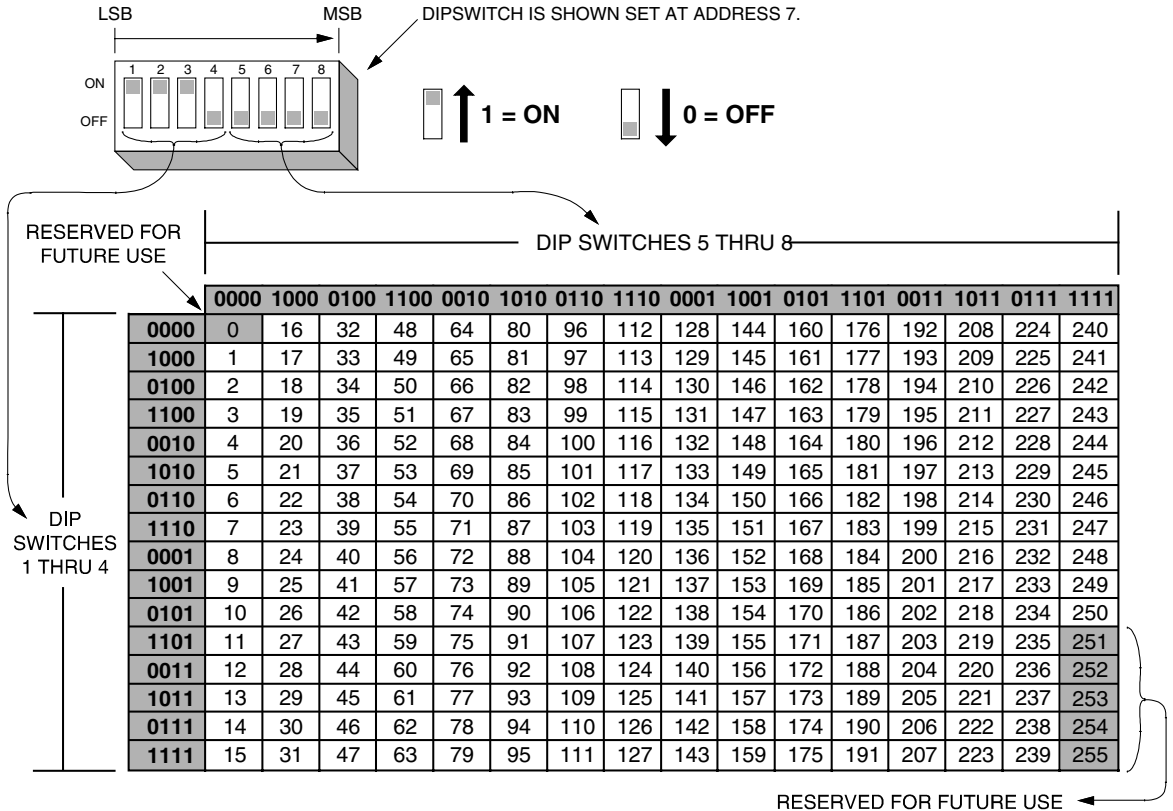 LSB MSB DIPSWITCH IS SHOWN SET AT ADDRESS 7.
1 2 3 4 5 6 7 8
ON
OFF
1 = ON 0 = OFF
RESERVED FOR
FUTURE USE
DIP SWITCHES 5 THRU 8
0000 1000 0100 1100 0010 1010 0110 1110 0001 1001 0101 1101 0011 1011 0111 1111
0000 0 16 32 48 64 80 96 112 128 144 160 176 192 208 224 240
1000 1 17 33 49 65 81 97 113 129 145 161 177 193 209 225 241
0100 2 18 34 50 66 82 98 114 130 146 162 178 194 210 226 242
1100 3 19 35 51 67 83 99 115 131 147 163 179 195 211 227 243
0010 4 20 36 52 68 84 100 116 132 148 164 180 196 212 228 244
1010 5 21 37 53 69 85 101 117 133 149 165 181 197 213 229 245
0110 6 22 38 54 70 86 102 118 134 150 166 182 198 214 230 246
1110 7 23 39 55 71 87 103 119 135 151 167 183 199 215 231 247
0001 8 24 40 56 72 88 104 120 136 152 168 184 200 216 232 248
1001 9 25 41 57 73 89 105 121 137 153 169 185 201 217 233 249
0101 10 26 42 58 74 90 106 122 138 154 170 186 202 218 234 250
1101 11 27 43 59 75 91 107 123 139 155 171 187 203 219 235 251
0011 12 28 44 60 76 92 108 124 140 156 172 188 204 220 236 252
1011 13 29 45 61 77 93 109 125 141 157 173 189 205 221 237 253
0111 14 30 46 62 78 94 110 126 142 158 174 190 206 222 238 254
1111 15 31 47 63 79 95 111 127 143 159 175 191 207 223 239 255
DIP
SWITCHES
1 THRU 4
RESERVED FOR FUTURE USE